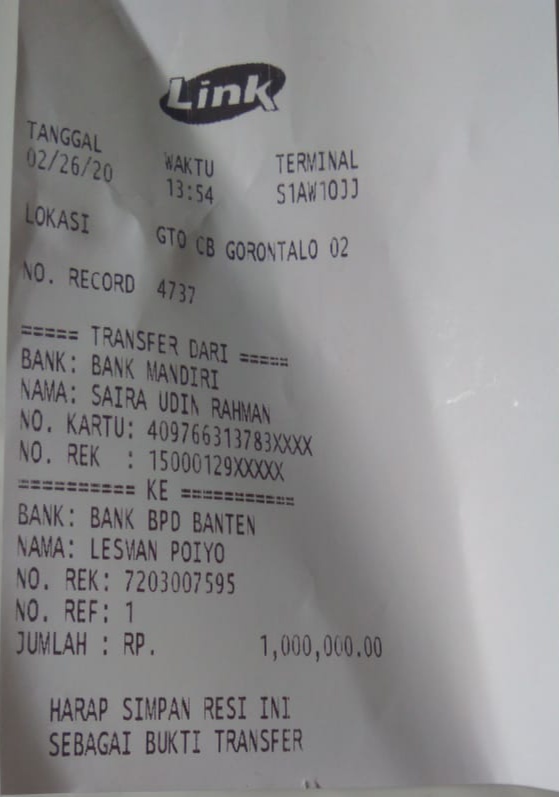 Link
TANGGAL WAKTU TERMINAL
02/26/20 13:54 S1AW10JJ
LOKASI GTO CB GORONTALO 02
NO. RECORD 4737
===== TRANSFER DARI =====
BANK: BANK MANDIRI
NAMA: SAIRA UDIN RAHMAN
NO. KARTU: 409766313783XXXX
NO. REK : 15000129XXXXX
========== KE ==========
BANK: BANK BPD BANTEN
NAMA: LESMAN POIYO
NO. REK: 7203007595
NO. REF: 1
JUMLAH : RP. 1,000,000.00
HARAP SIMPAN RESI INI
SEBAGAI BUKTI TRANSFER